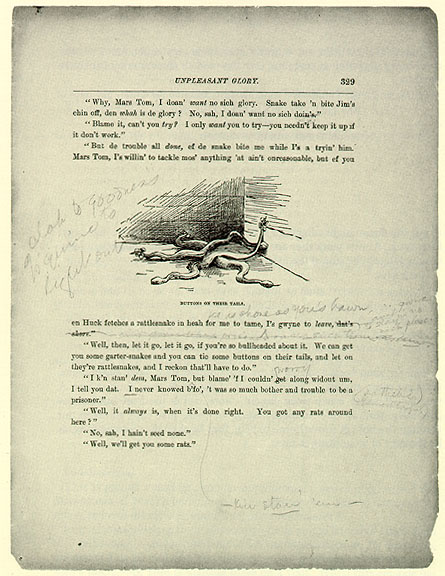 UNPLEASANT GLORY. 329
"Why, Mars Tom, I doan' want no sich glory. Snake take 'n bite Jim's
chin off, den whah is de glory? No, sah, I doan' want no sich doin's."
"Blame it, can't you try? I only want you to try—you needn't keep it up if
it don't work."
"But de trouble all done, ef de snake bite me while I's a tryin' him.
Mars Tom, I's willin' to tackle mos' anything 'at ain't onreasonable, but ef you
BUTTONS ON THEIR TAILS.
en Huck fetches a rattlesnake in heah for me to tame, I's gwyne to leave, dat's
shore."
"Well, then, let it go, let it go, if you're so bullheaded about it. We can get
you some garter-snakes and you can tie some buttons on their tails, and let on
they're rattlesnakes, and I reckon that'll have to do."
"I k'n stan' dem, Mars Tom, but blame' 'f I couldn' get along widout um,
I tell you dat. I never knowed b'fo', 't was so much bother and trouble to be a
prisoner."
"Well, it always is, when it's done right. You got any rats around
here?"
"No, sah, I hain't seed none."
"Well, we'll get you some rats."